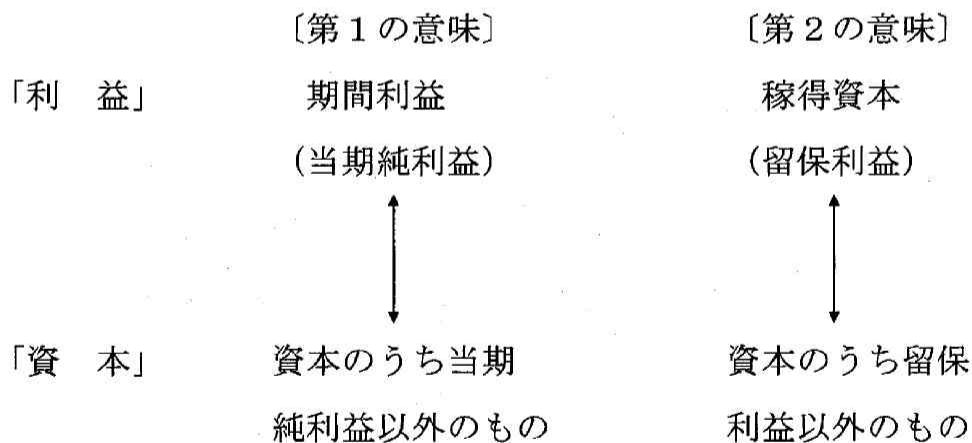 〔第1の意味〕 〔第2の意味〕
「利　益」 期間利益 稼得資本
(当期純利益) (留保利益)
「資　本」 資本のうち当期 資本のうち留保
純利益以外のもの 利益以外のもの